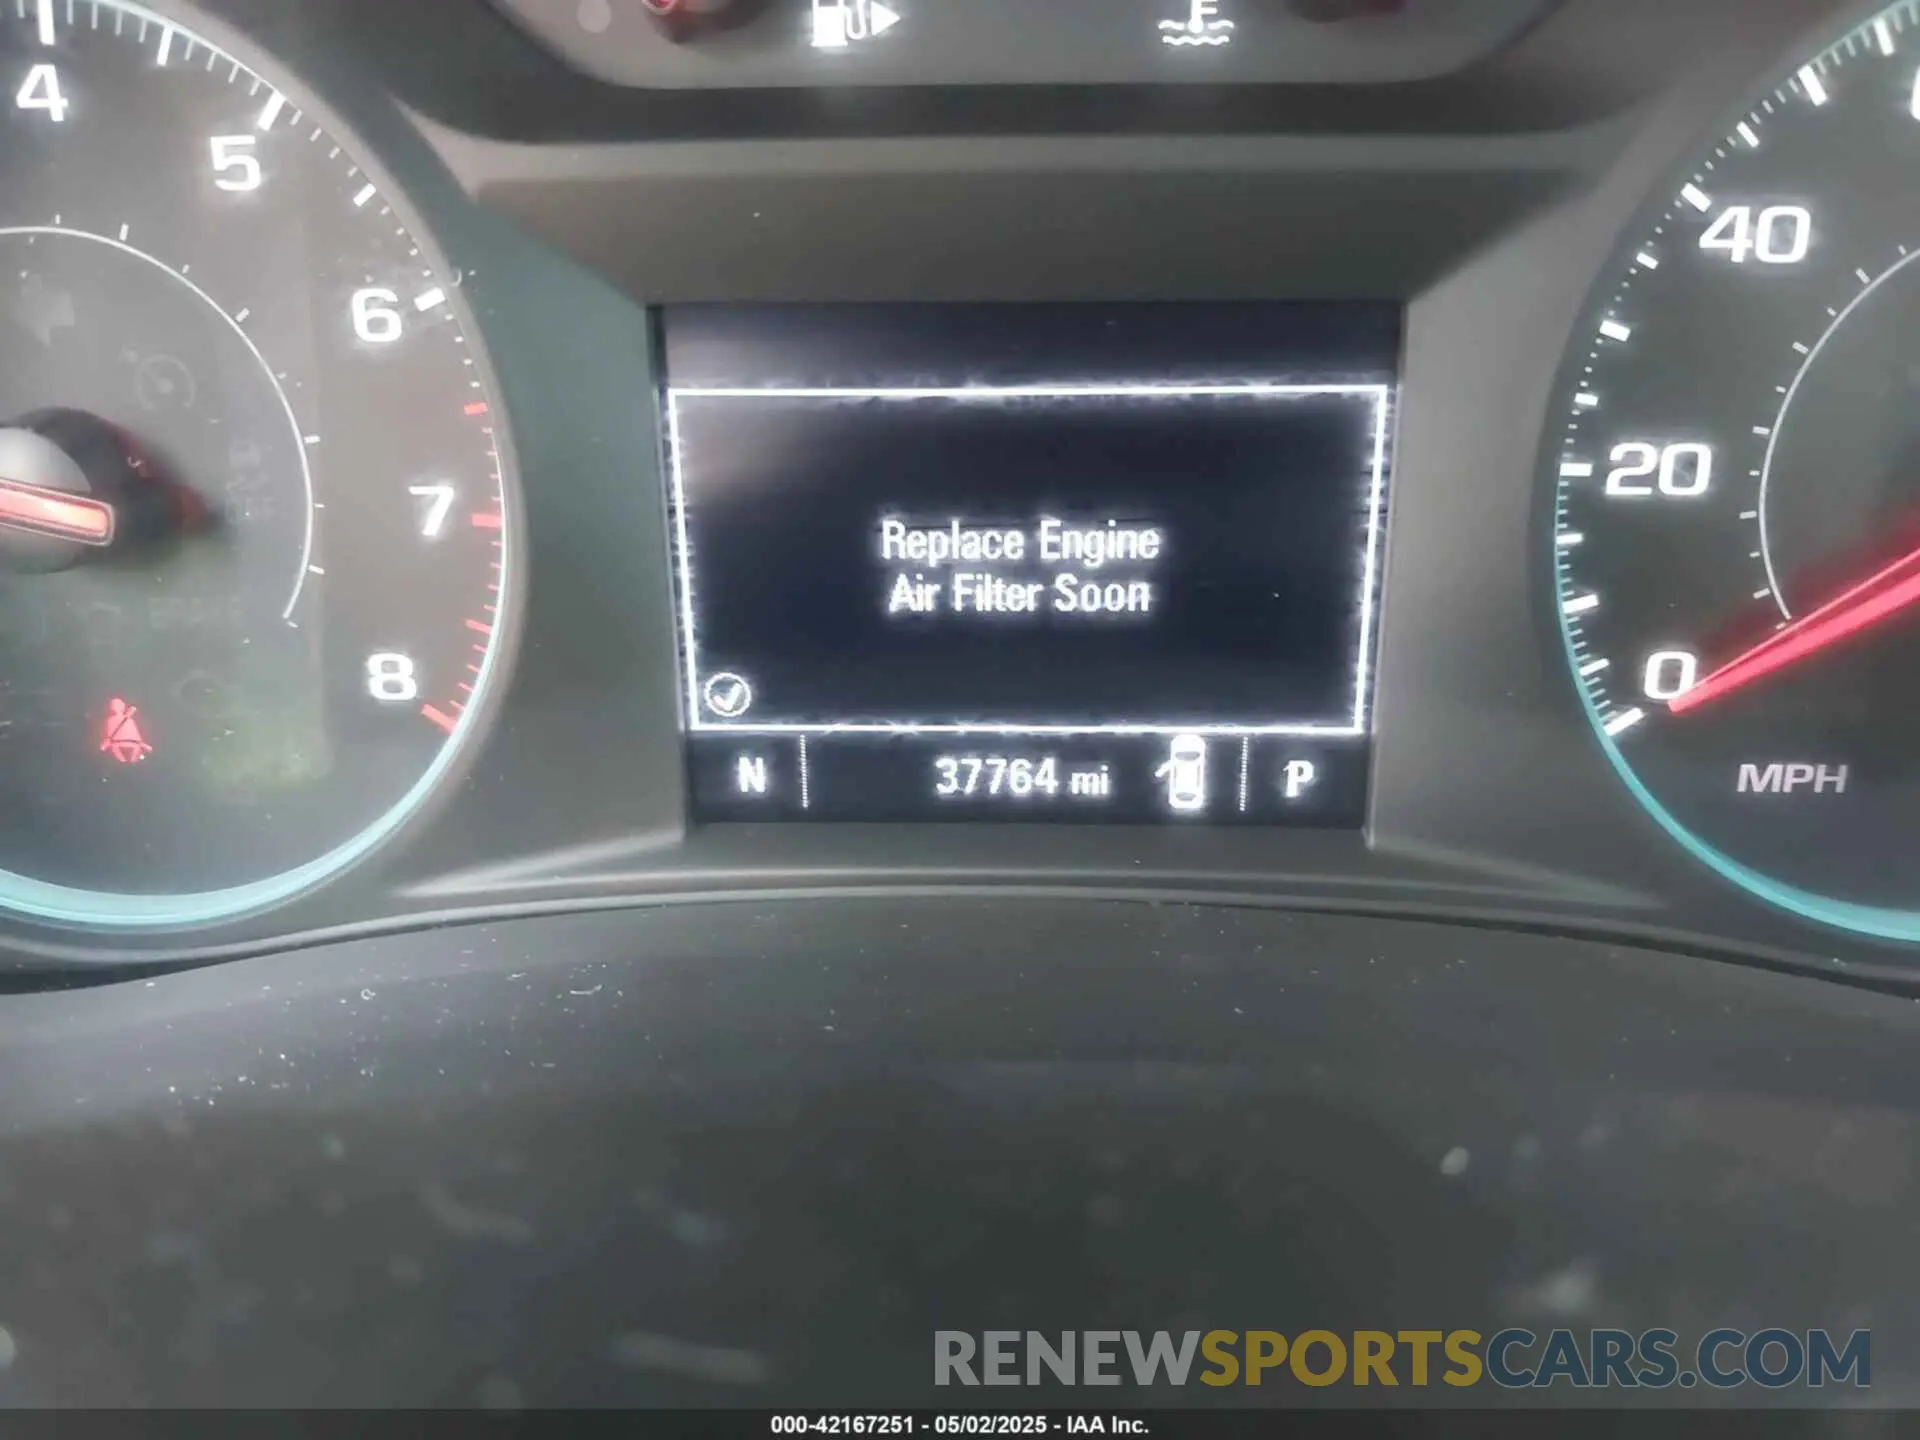 4
5
6
7
8
40
20
0
MPH
Replace Engine
Air Filter Soon
N
37764 mi
P
RENEWSPORTSCARS.COM
000-42167251 - 05/02/2025 - IAA Inc.